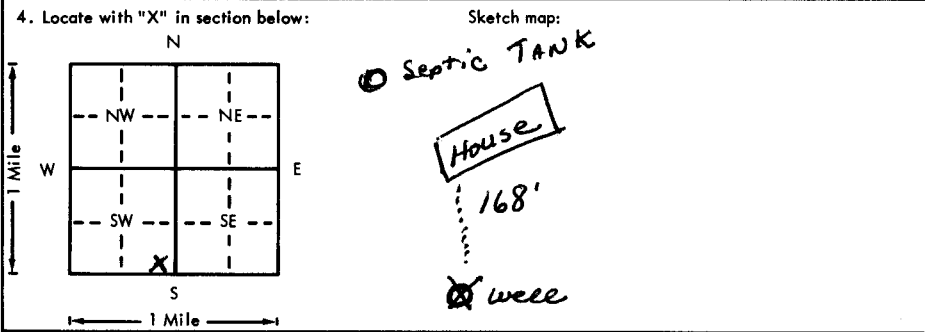 4. Locate with "X" in section below:
Sketch map:
N
Septic TANK
NW
NE
House
W
E
1 Mile
168'
SW
SE
X
S
well
1 Mile